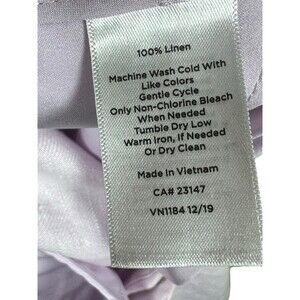 100% Linen
Machine Wash Cold With
Like Colors
Gentle Cycle
Only Non-Chlorine Bleach
When Needed
Tumble Dry Low
Warm Iron, If Needed
Or Dry Clean
Made in Vietnam
CA# 23147
VN1184 12/19